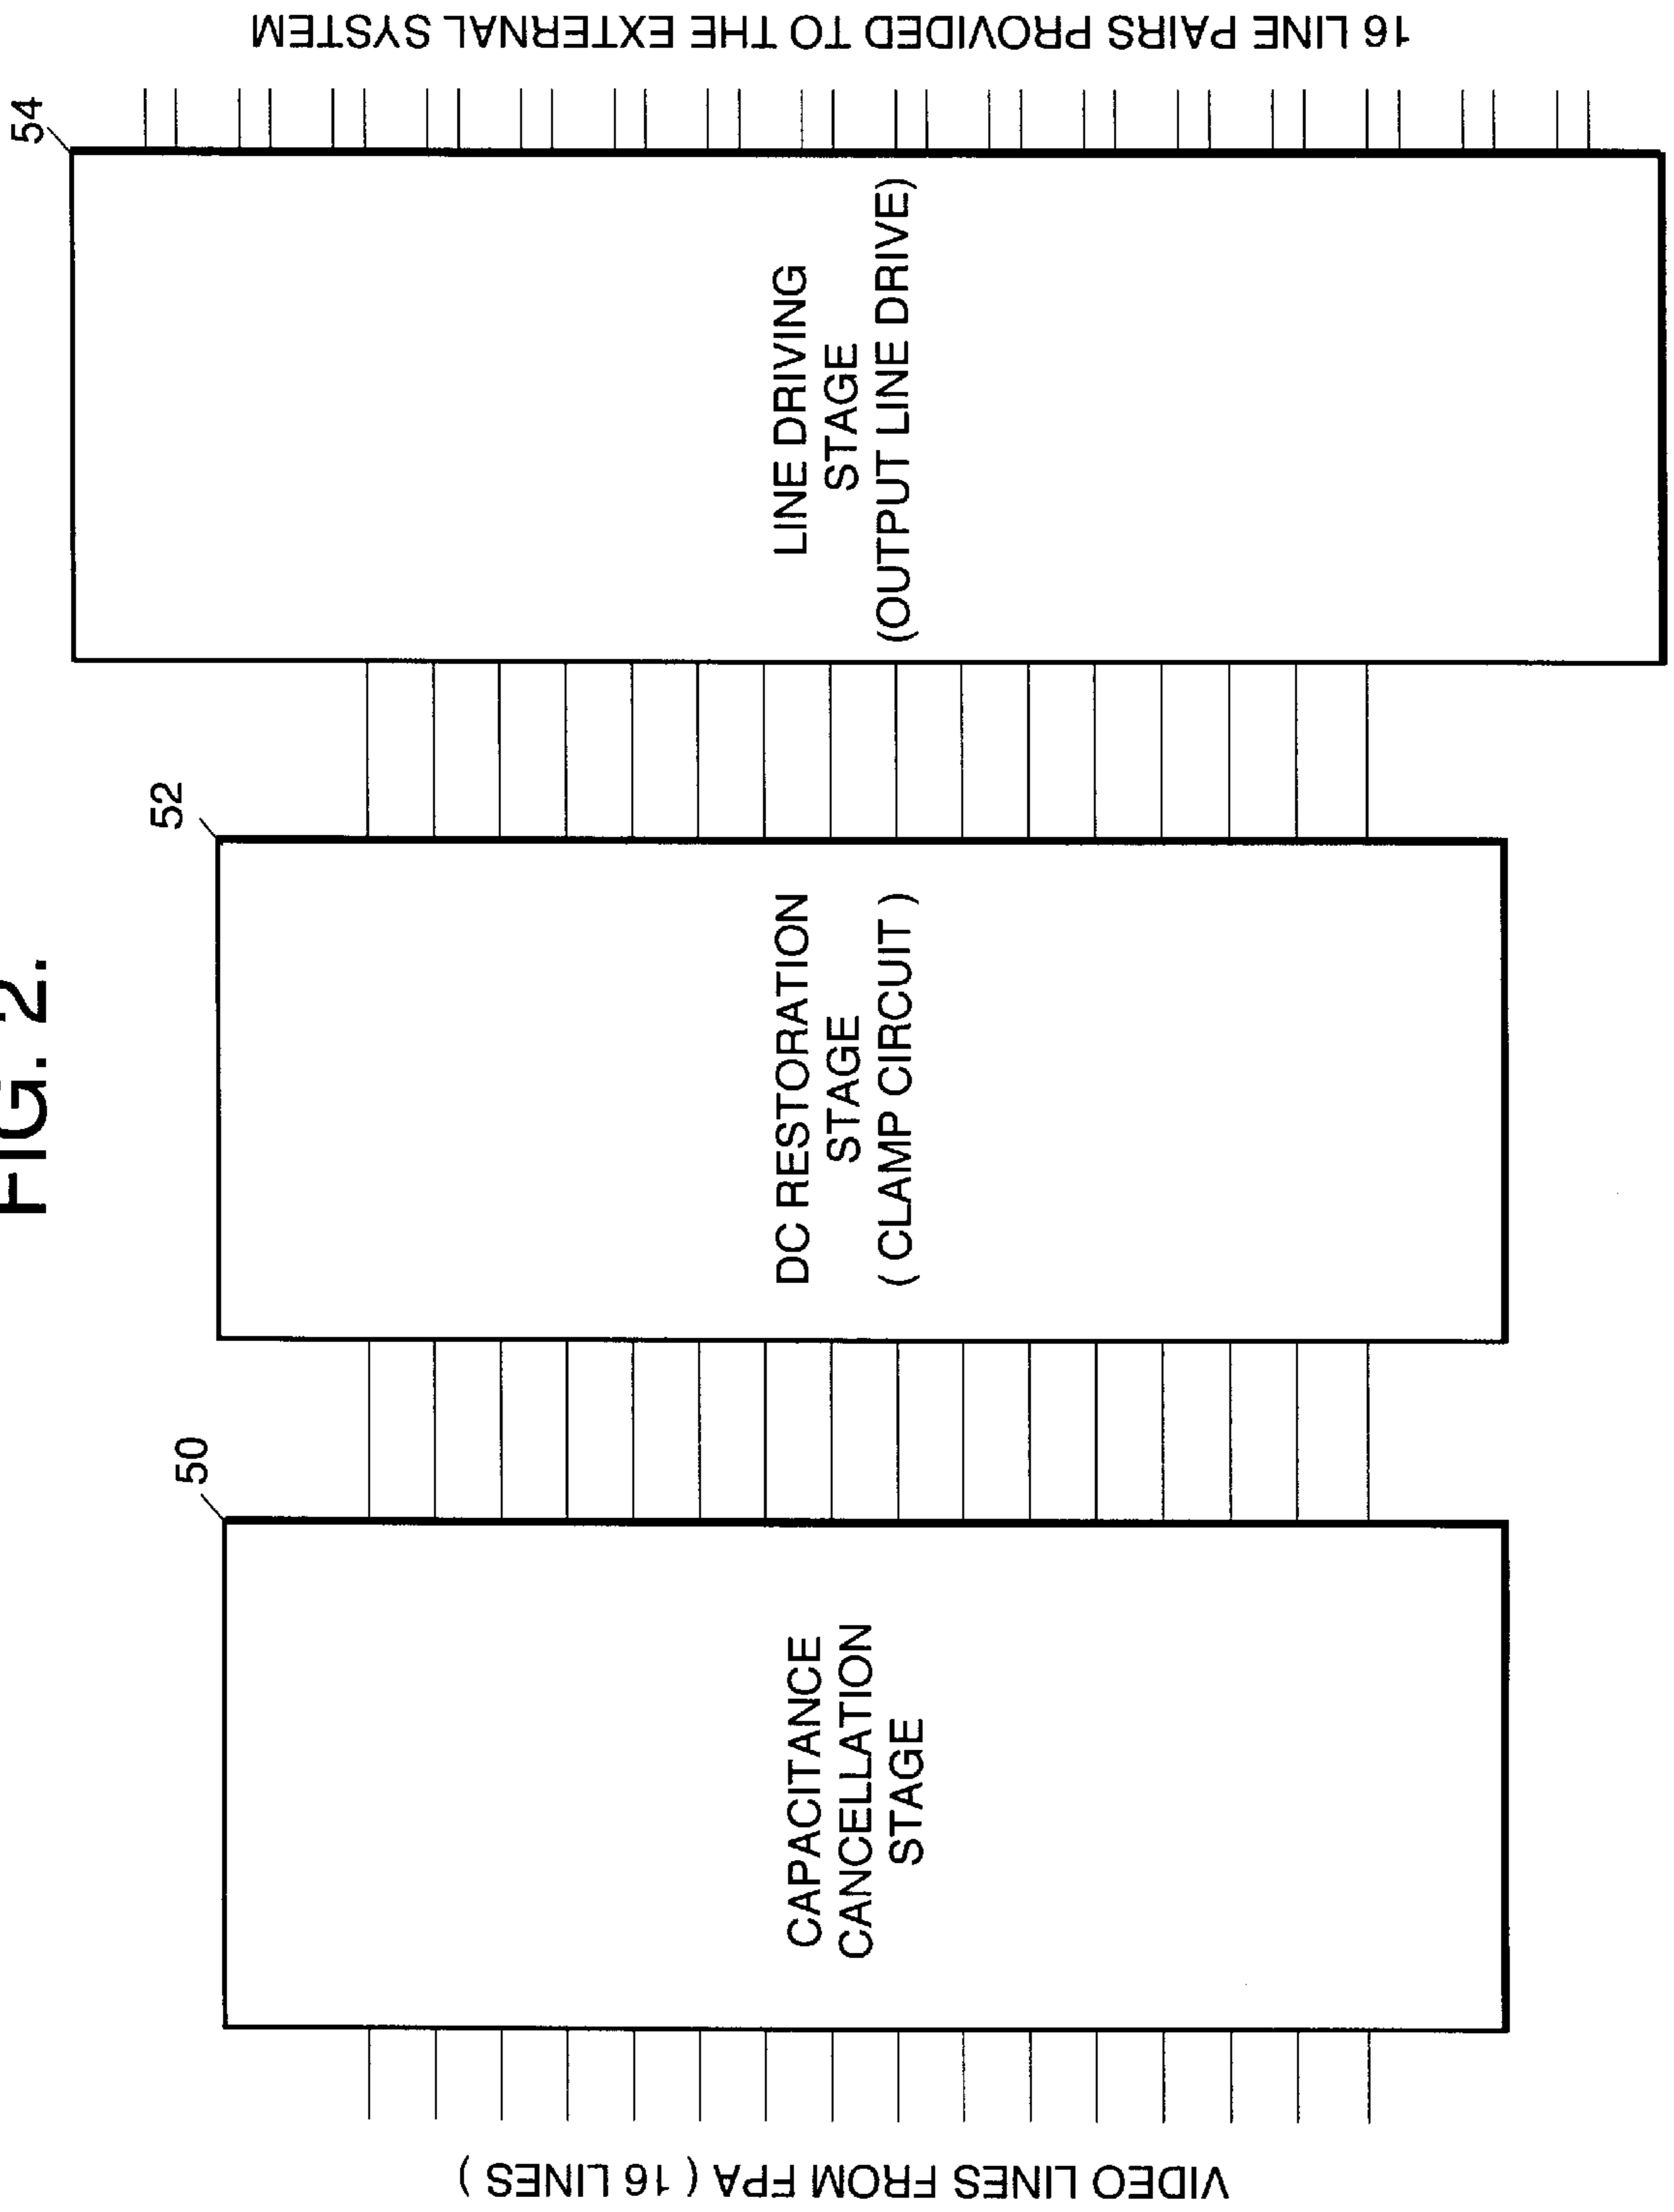 FIG. 2.
VIDEO LINES FROM FPA ( 16 LINES )
50
CAPACITANCE
CANCELLATION
STAGE
52
DC RESTORATION
STAGE
( CLAMP CIRCUIT )
54
LINE DRIVING
STAGE
(OUTPUT LINE DRIVE)
16 LINE PAIRS PROVIDED TO THE EXTERNAL SYSTEM